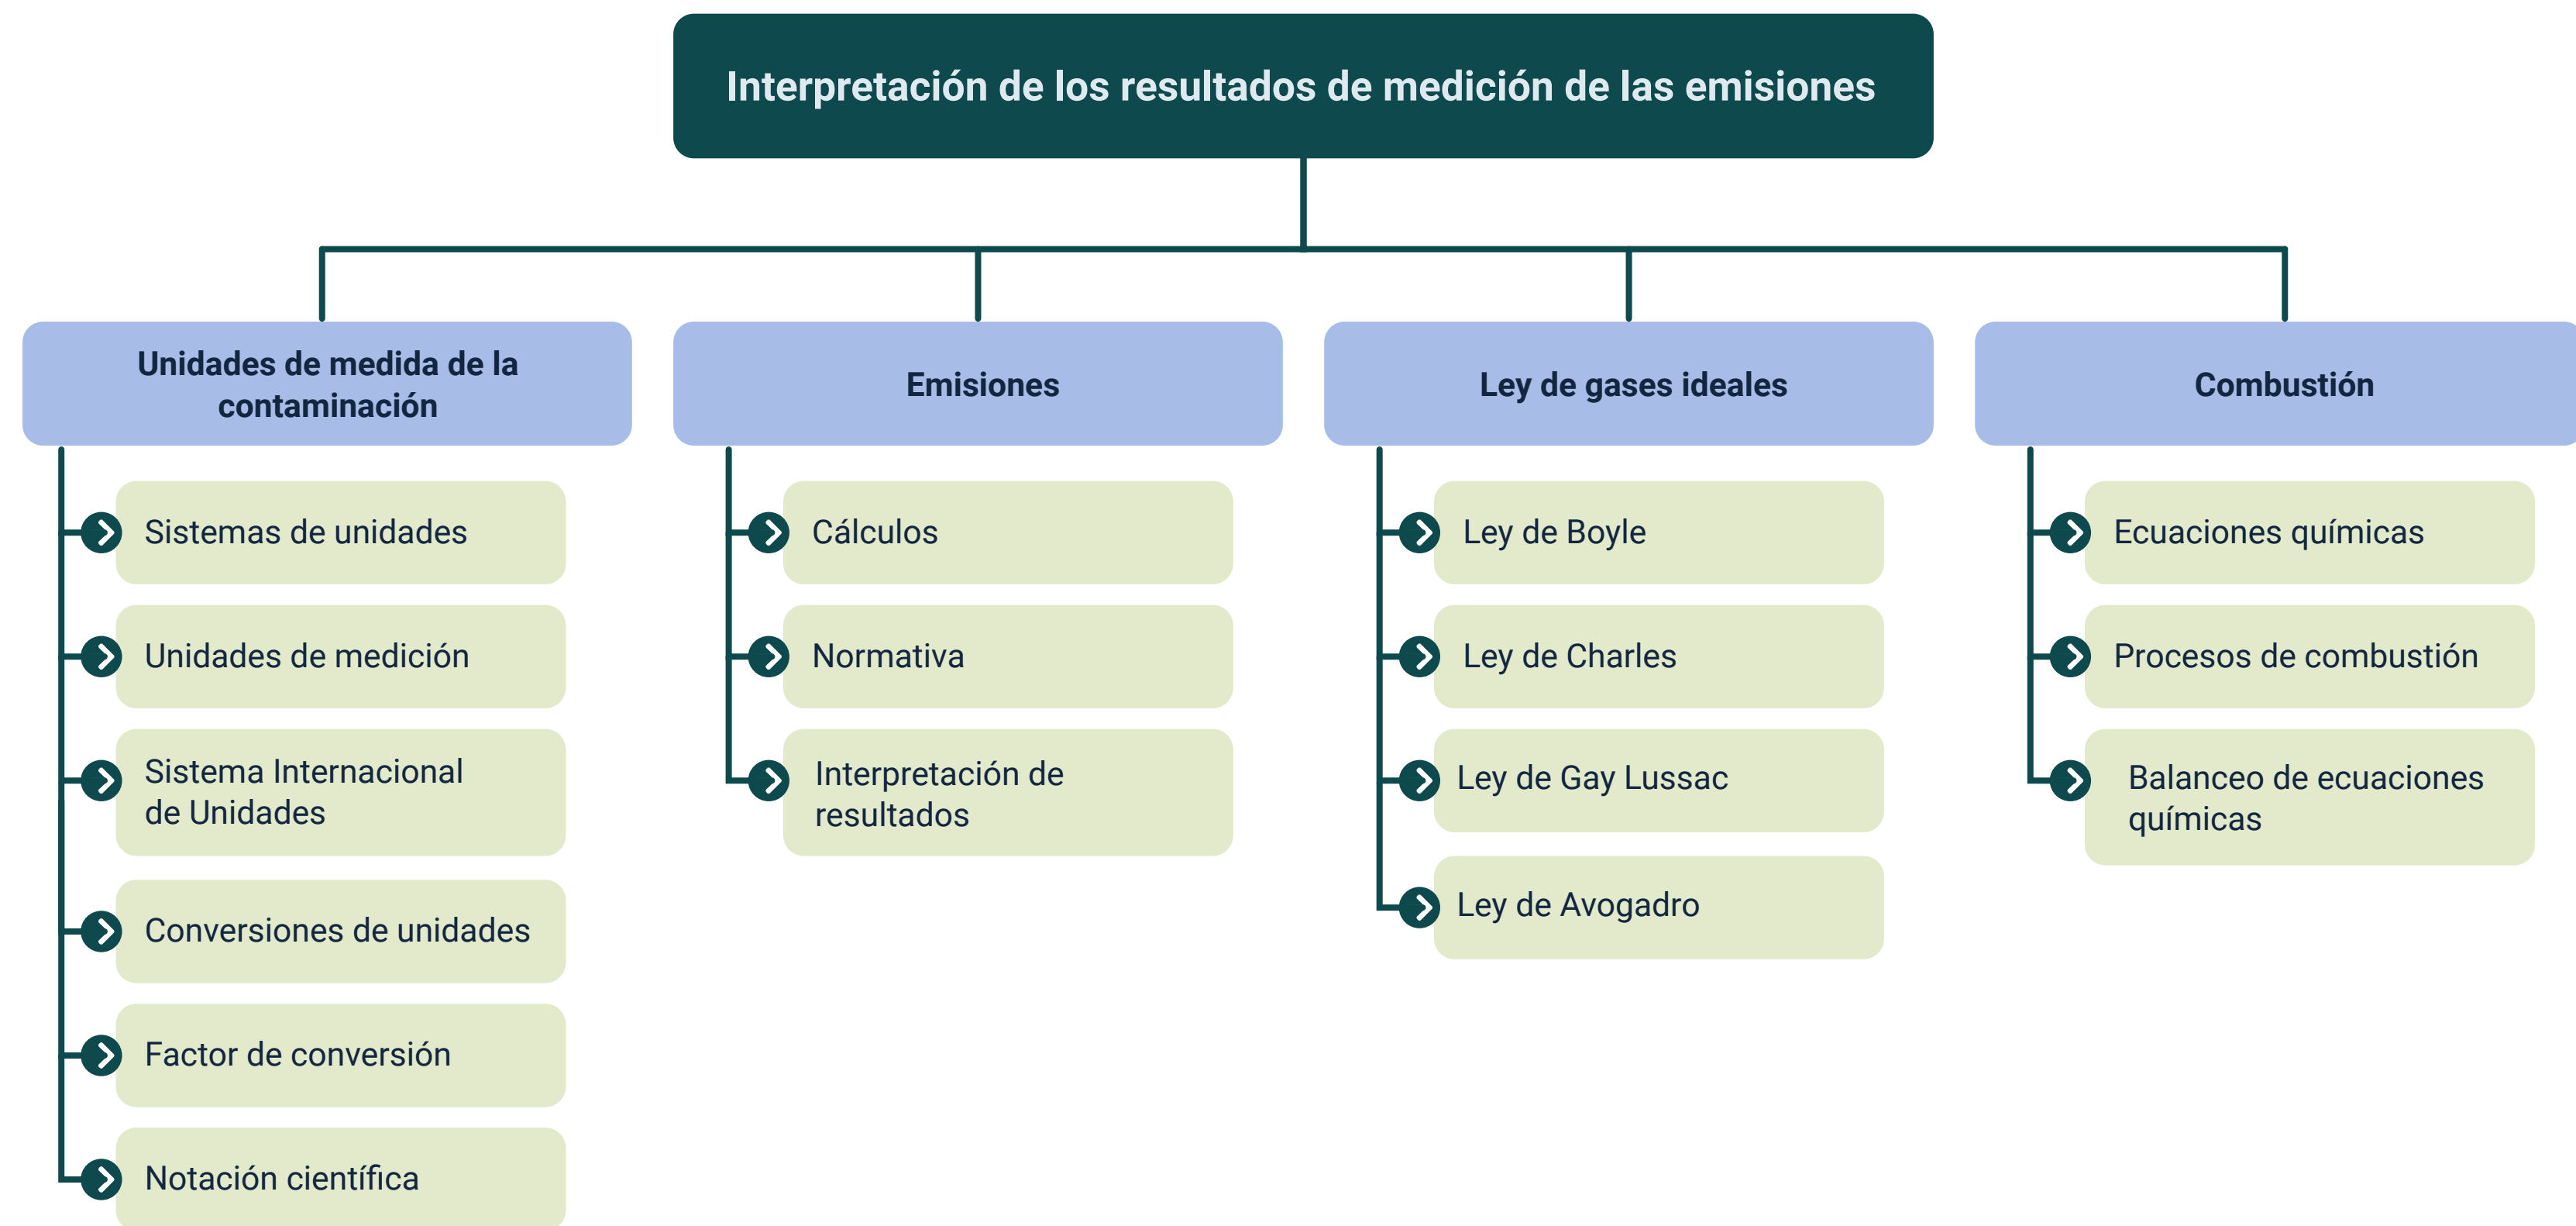 Interpretación de los resultados de medición de las emisiones
Unidades de medida de la
contaminación
Sistemas de unidades
Unidades de medición
Sistema Internacional
de Unidades
Conversiones de unidades
Factor de conversión
Notación científica
Emisiones
Cálculos
Normativa
Interpretación de
resultados
Ley de gases ideales
Ley de Boyle
Ley de Charles
Ley de Gay Lussac
Ley de Avogadro
Combustión
Ecuaciones químicas
Procesos de combustión
Balanceo de ecuaciones
químicas